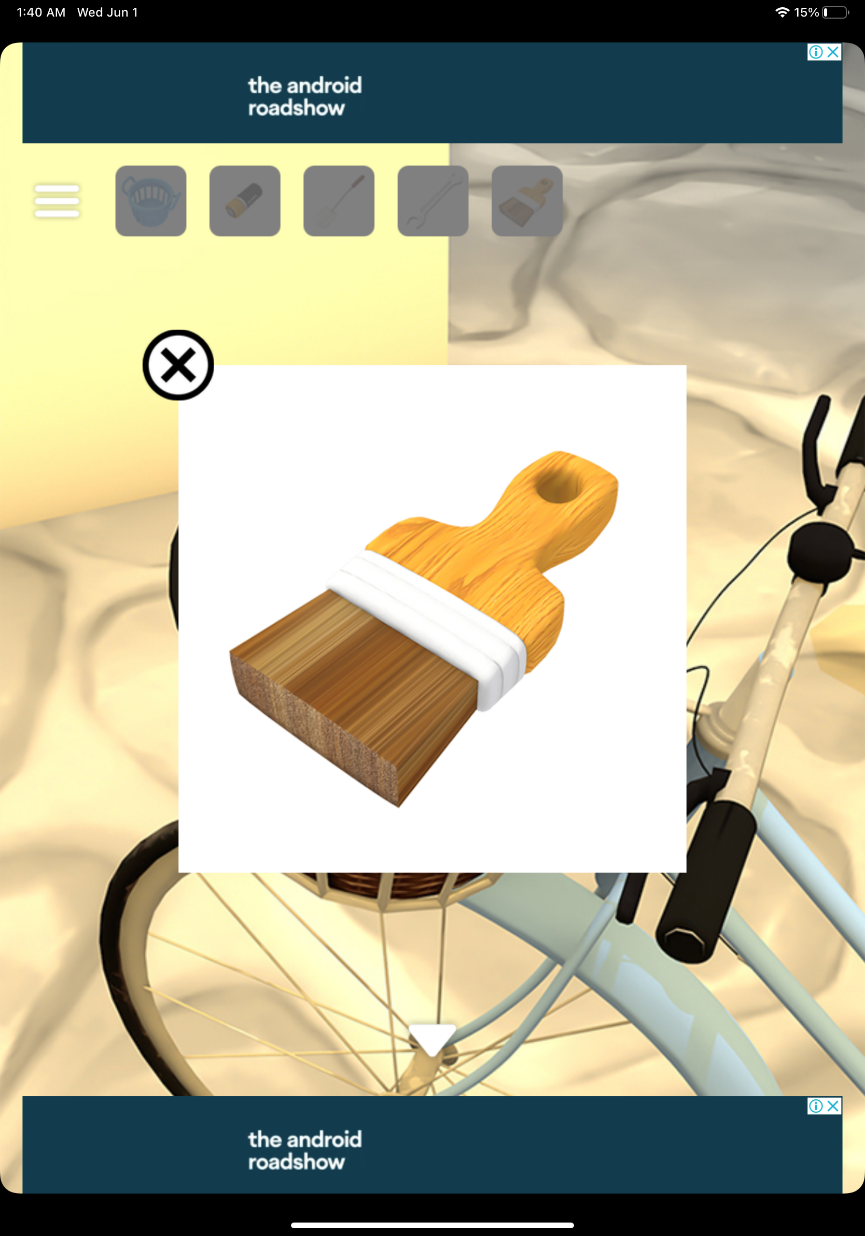 1:40 AM Wed Jun 1
15%
the android
roadshow
the android
roadshow